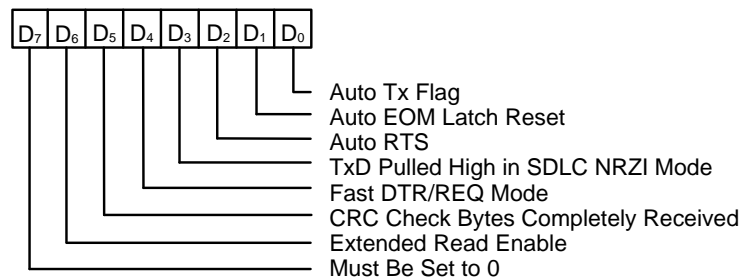 D7 D6 D5 D4 D3 D2 D1 D0
Auto Tx Flag
Auto EOM Latch Reset
Auto RTS
TxD Pulled High in SDLC NRZI Mode
Fast DTR/REQ Mode
CRC Check Bytes Completely Received
Extended Read Enable
Must Be Set to 0